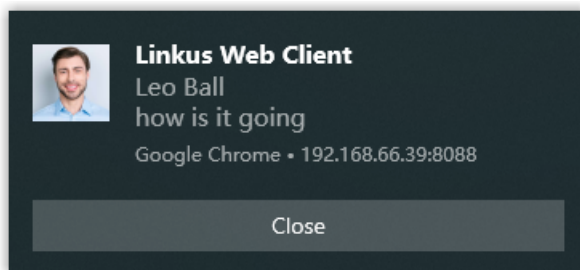 Linkus Web Client
Leo Ball
how is it going
Google Chrome • 192.168.66.39:8088
Close